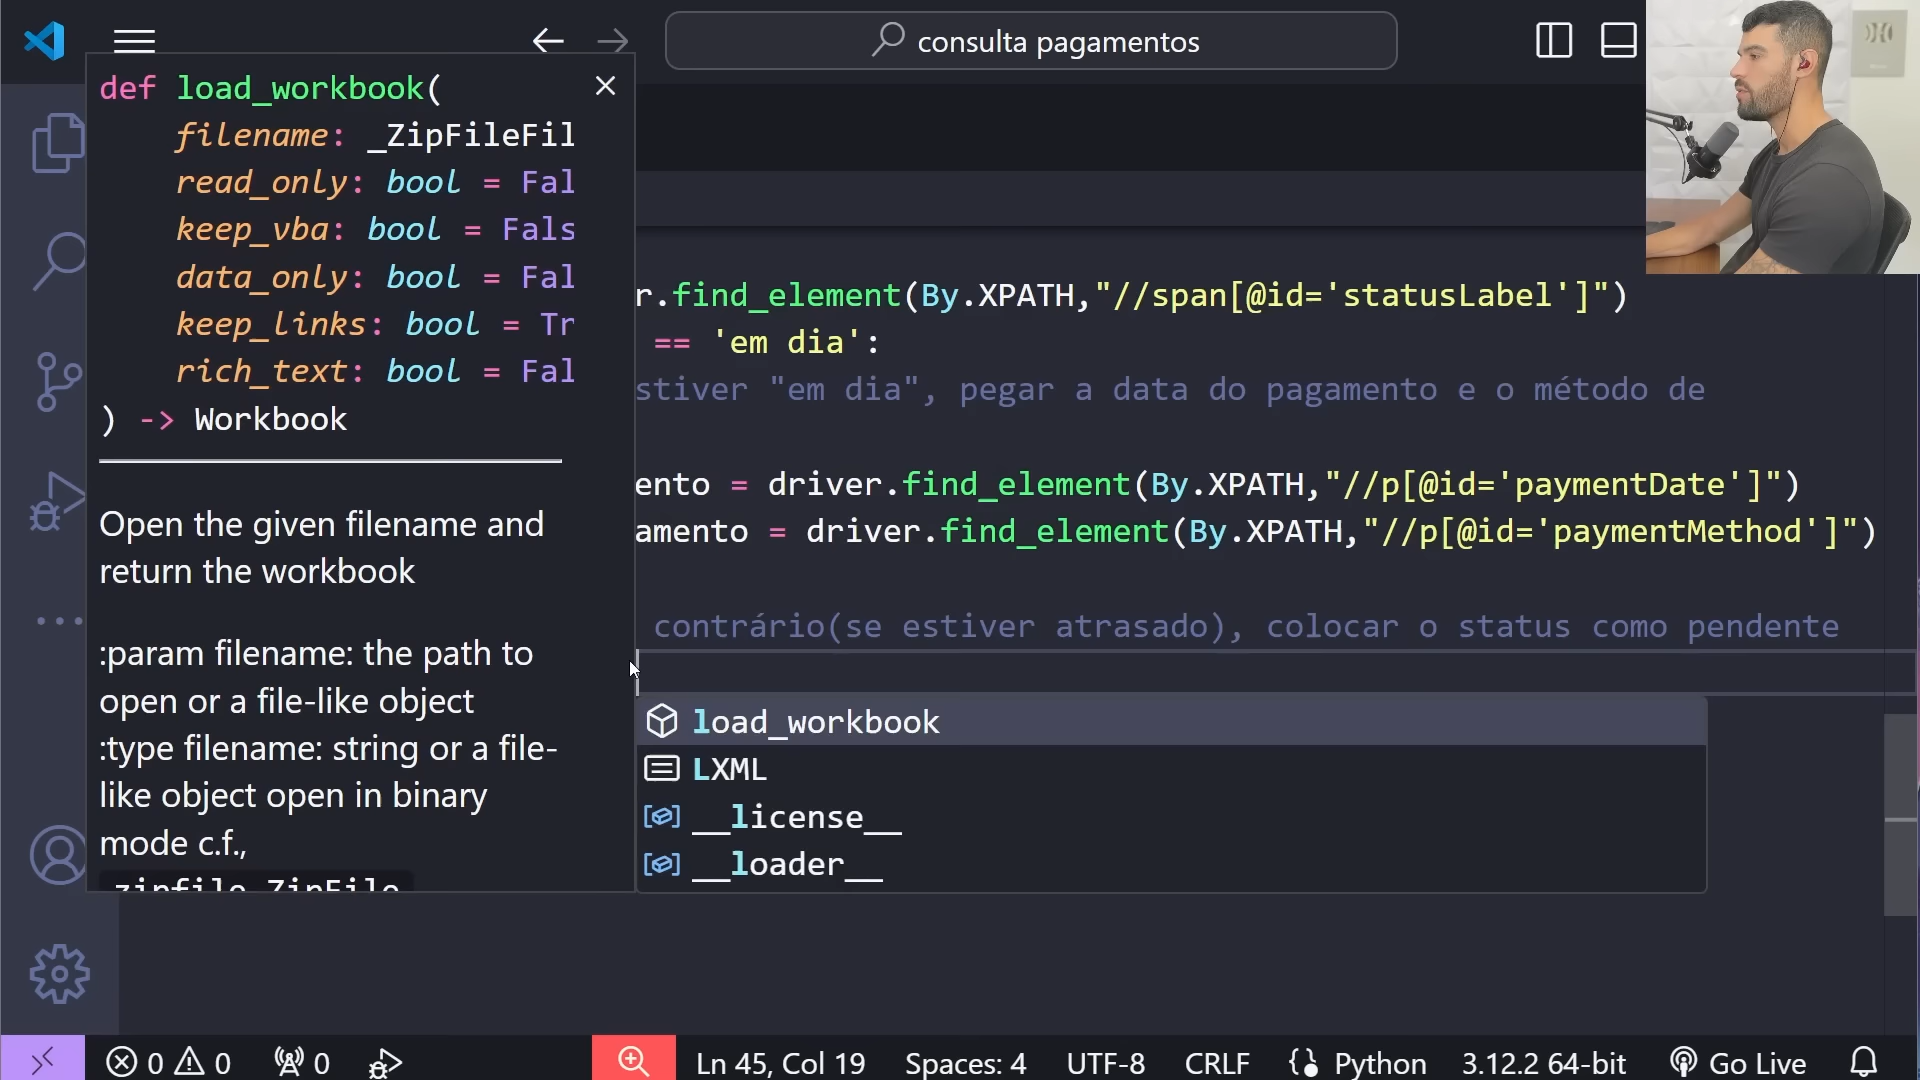 consulta pagamentos
def load_workbook(
filename: _ZipFileFil
read_only: bool = Fal
keep_vba: bool = Fals
data_only: bool = Fal
keep_links: bool = Tr
rich_text: bool = Fal
) -> Workbook
Open the given filename and
return the workbook
:param filename: the path to
open or a file-like object
:type filename: string or a file-
like object open in binary
mode c.f.,
zipfile.ZipFile
r.find_element(By.XPATH,"//span[@id='statusLabel']")
== 'em dia':
stiver "em dia", pegar a data do pagamento e o método de
ento = driver.find_element(By.XPATH,"//p[@id='paymentDate']")
amento = driver.find_element(By.XPATH,"//p[@id='paymentMethod']")
contrário(se estiver atrasado), colocar o status como pendente
load_workbook
LXML
__license__
__loader__
0 0 0 Ln 45, Col 19 Spaces: 4 UTF-8 CRLF Python 3.12.2 64-bit Go Live